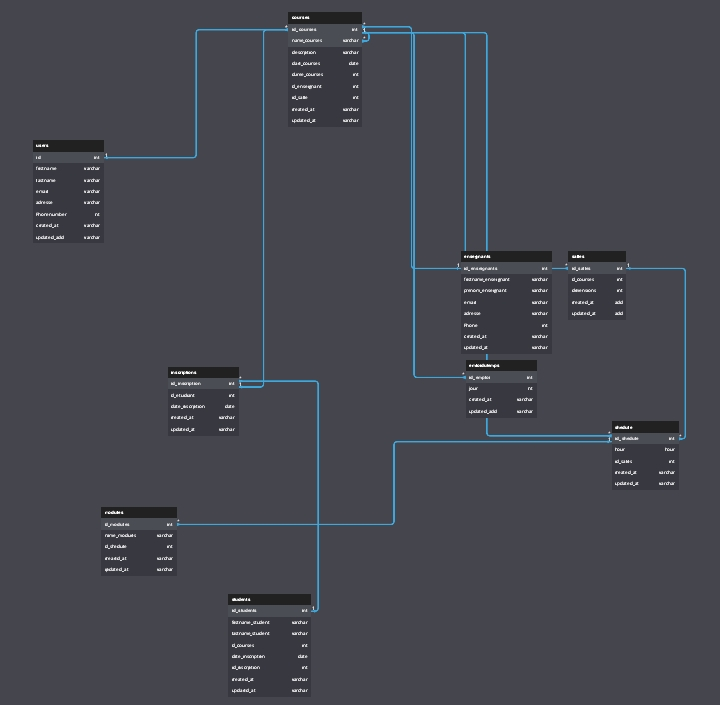 courses
id_courses int
name_courses varchar
description varchar
start_courses date
duree_courses int
id_enseignant int
id_salle int
created_at varchar
updated_at varchar
users
id int
firstname varchar
lastname varchar
email varchar
adresse varchar
Phonenumber int
created_at varchar
updated_add varchar
enseignants
id_enseignants int
firstname_enseignant varchar
prenom_enseignant varchar
email varchar
adresse varchar
Phone int
created_at varchar
updated_at varchar
salles
id_salles int
id_courses int
dimensions int
created_at add
updated_at add
emloidutemps
id_emploi int
jour int
created_at varchar
updated_add varchar
inscriptions
id_inscription int
id_etudiant int
date_inscription date
created_at varchar
updated_at varchar
shedule
id_shedule int
hour hour
id_salles int
created_at varchar
updated_at varchar
modules
id_modules int
name_moduels varchar
id_shedule int
created_at varchar
updated_at varchar
students
id_students int
firstname_student varchar
lastname_student varchar
id_courses int
date_inscription date
id_inscription int
created_at varchar
updated_at varchar